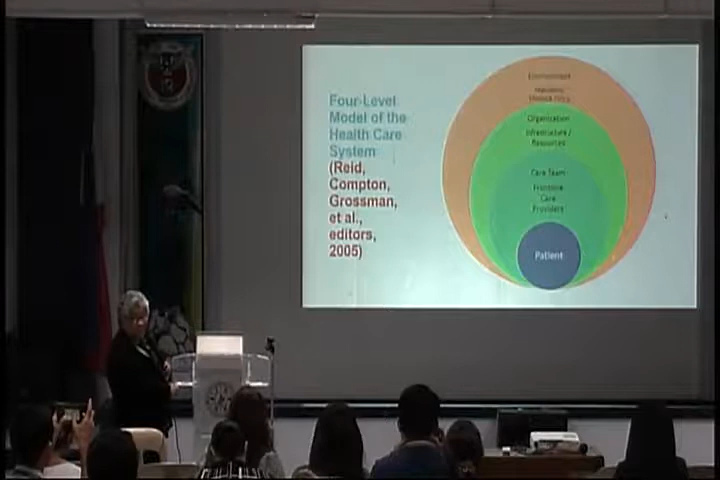 Four-Level
Model of the
Health Care
System
(Reid,
Compton,
Grossman,
et al.,
editors,
2005)
Environment
Organization
Infrastructure /
Resources
Care Team
Frontline
Care
Providers
Patient